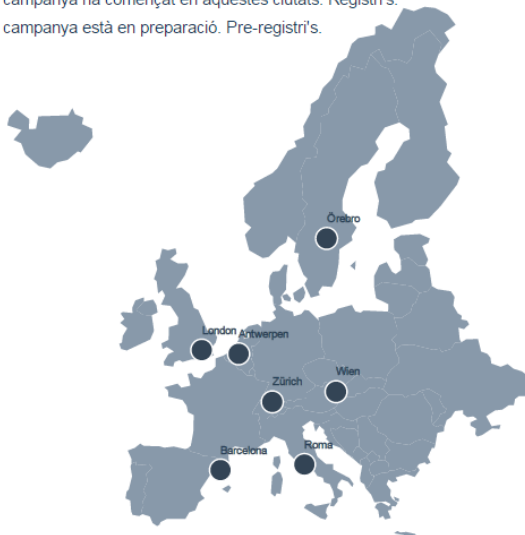 campanya ha començat en aquestes ciutats. Registri's.
campanya està en preparació. Pre-registri's.
Örebro
London
Antwerpen
Zürich
Wien
Barcelona
Roma